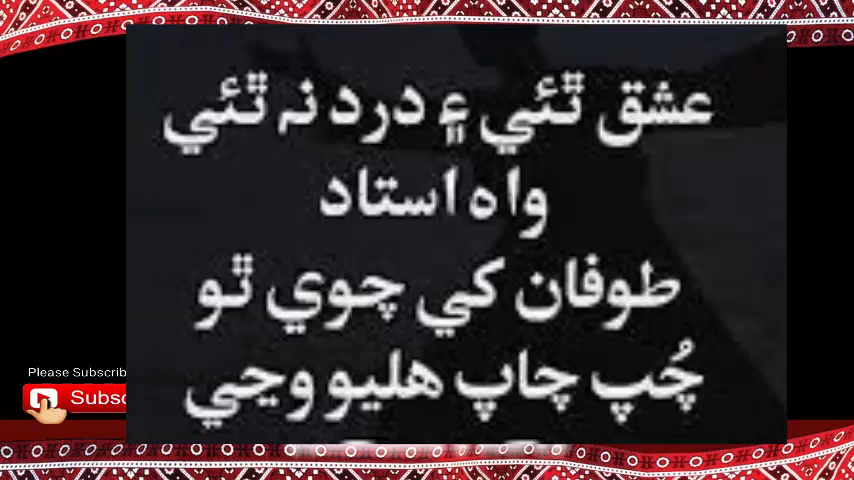 عشق ٿئي ۽ درد نہ ٿئي
واہ استاد
طوفان کي چوي ٿو
چُپ چاپ هليو وڃي
Please Subscrib
Subsc